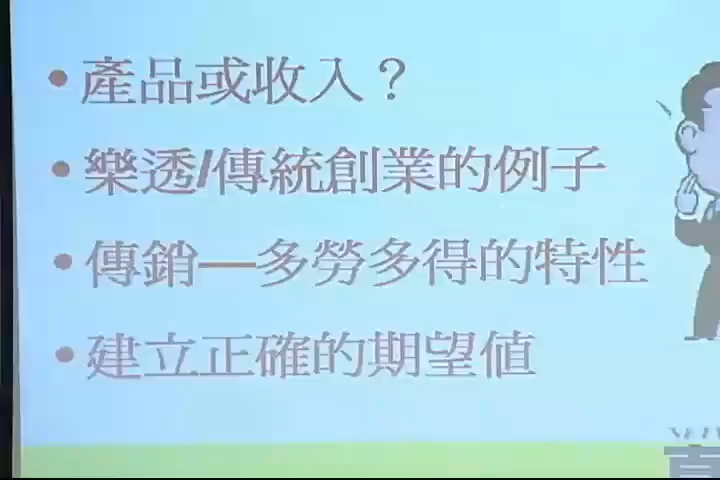 • 產品或收入？
• 樂透/傳統創業的例子
• 傳銷—多勞多得的特性
• 建立正確的期望值